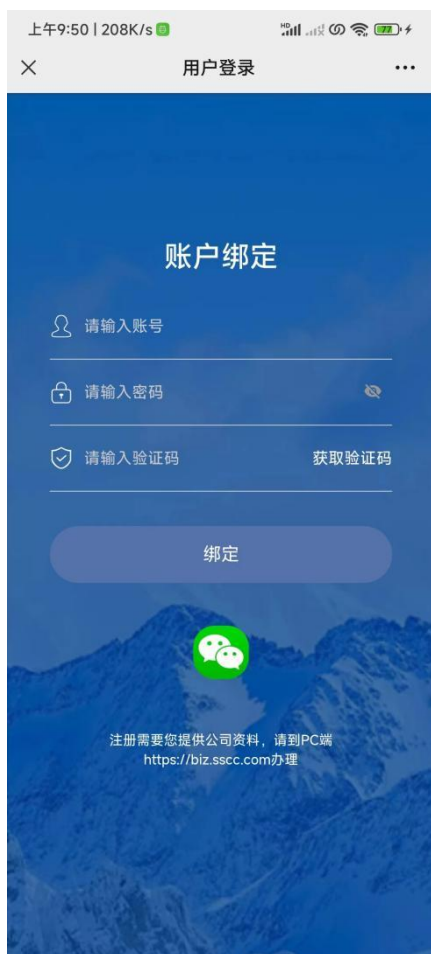 上午9:50 | 208K/s
HD
77
用户登录
账户绑定
请输入账号
请输入密码
请输入验证码 获取验证码
绑定
注册需要您提供公司资料，请到PC端
https://biz.sscc.com办理